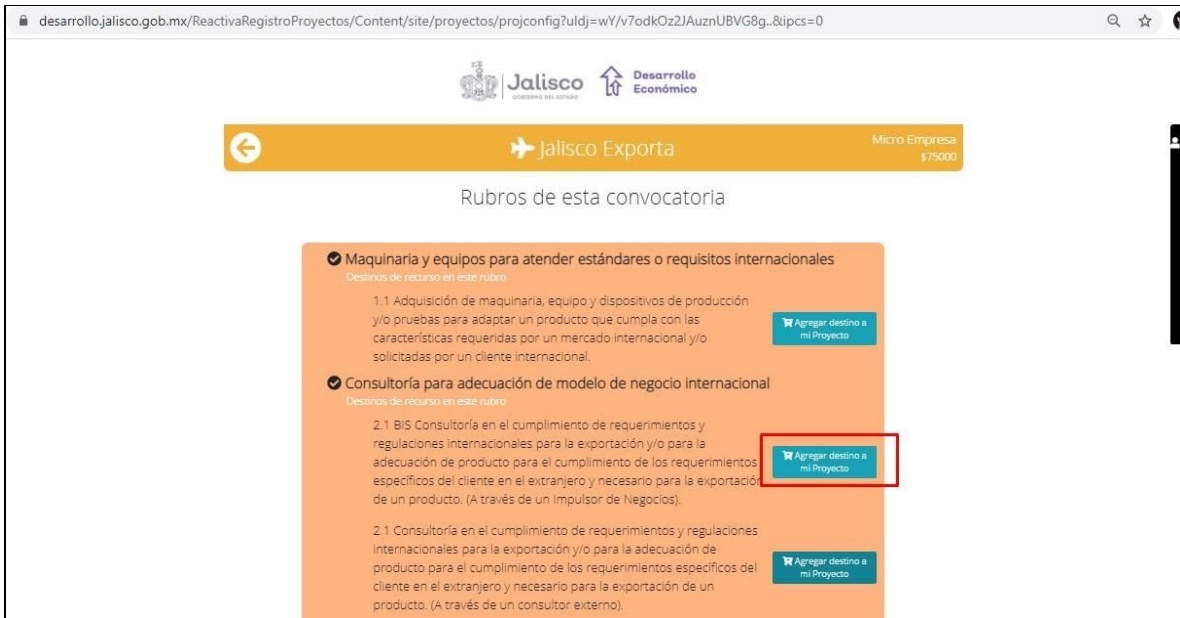 desarrollo.jalisco.gob.mx/ReactivaRegistroProyectos/Content/site/proyectos/projconfig?uldj=wY/v7odkOz2JAuznUBVG8g..&ipcs=0
Jalisco
GOBIERNO DEL ESTADO
Desarrollo
Económico
Jalisco Exporta
Micro Empresa
$75000
Rubros de esta convocatoria
Maquinaria y equipos para atender estándares o requisitos internacionales
Destinos de recurso en este rubro
1.1 Adquisición de maquinaria, equipo y dispositivos de producción
y/o pruebas para adaptar un producto que cumpla con las
características requeridas por un mercado internacional y/o
solicitadas por un cliente internacional.
Agregar destino a
mi Proyecto
Consultoría para adecuación de modelo de negocio internacional
Destinos de recurso en este rubro
2.1 BIS Consultoría en el cumplimiento de requerimientos y
regulaciones internacionales para la exportación y/o para la
adecuación de producto para el cumplimiento de los requerimientos
específicos del cliente en el extranjero y necesario para la exportación
de un producto. (A través de un Impulsor de Negocios).
Agregar destino a
mi Proyecto
2.1 Consultoría en el cumplimiento de requerimientos y regulaciones
internacionales para la exportación y/o para la adecuación de
producto para el cumplimiento de los requerimientos específicos del
cliente en el extranjero y necesario para la exportación de un
producto. (A través de un consultor externo).
Agregar destino a
mi Proyecto